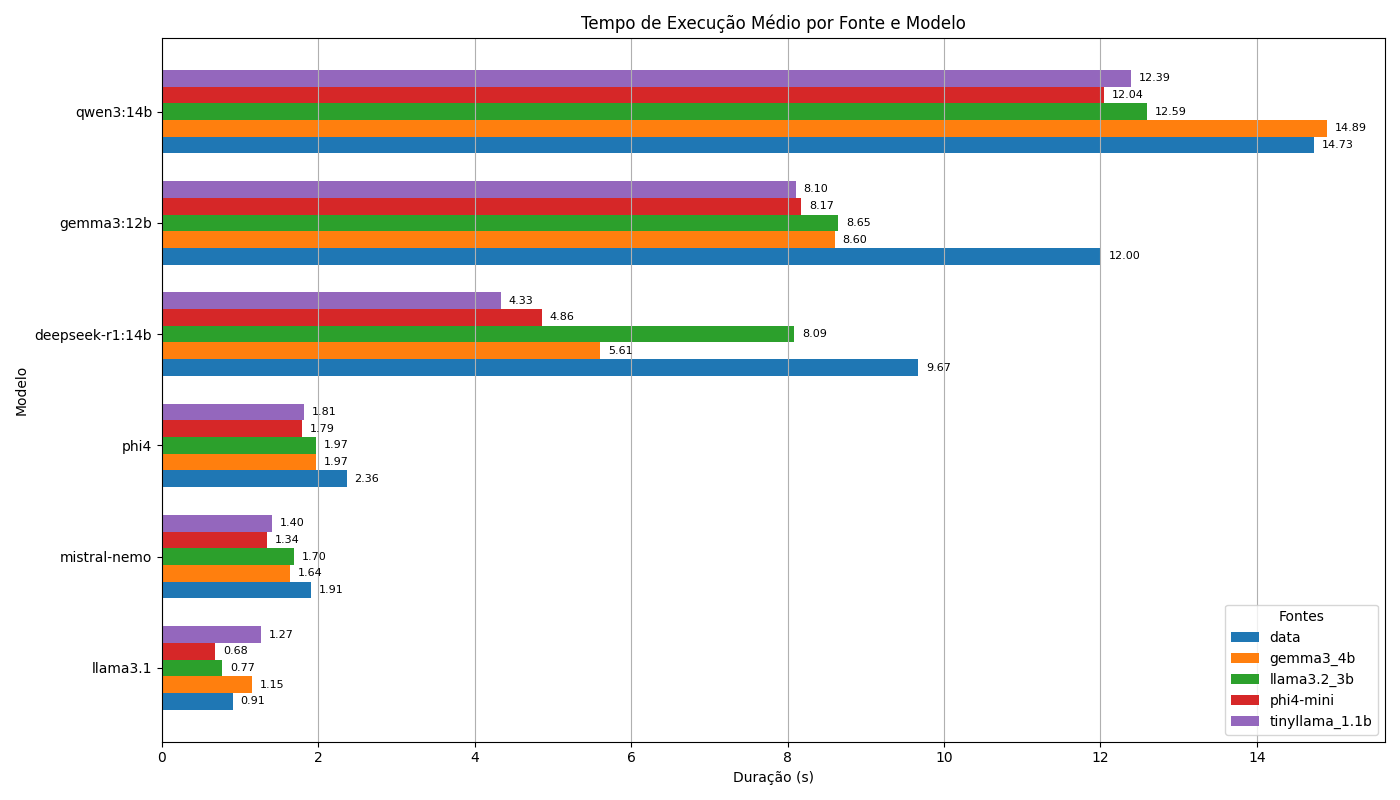 Tempo de Execução Médio por Fonte e Modelo
Modelo
qwen3:14b
12.39
12.04
12.59
14.89
14.73
gemma3:12b
8.10
8.17
8.65
8.60
12.00
deepseek-r1:14b
4.33
4.86
8.09
5.61
9.67
phi4
1.81
1.79
1.97
1.97
2.36
mistral-nemo
1.40
1.34
1.70
1.64
1.91
llama3.1
1.27
0.68
0.77
1.15
0.91
Fontes
data
gemma3_4b
llama3.2_3b
phi4-mini
tinyllama_1.1b
0 2 4 6 8 10 12 14
Duração (s)